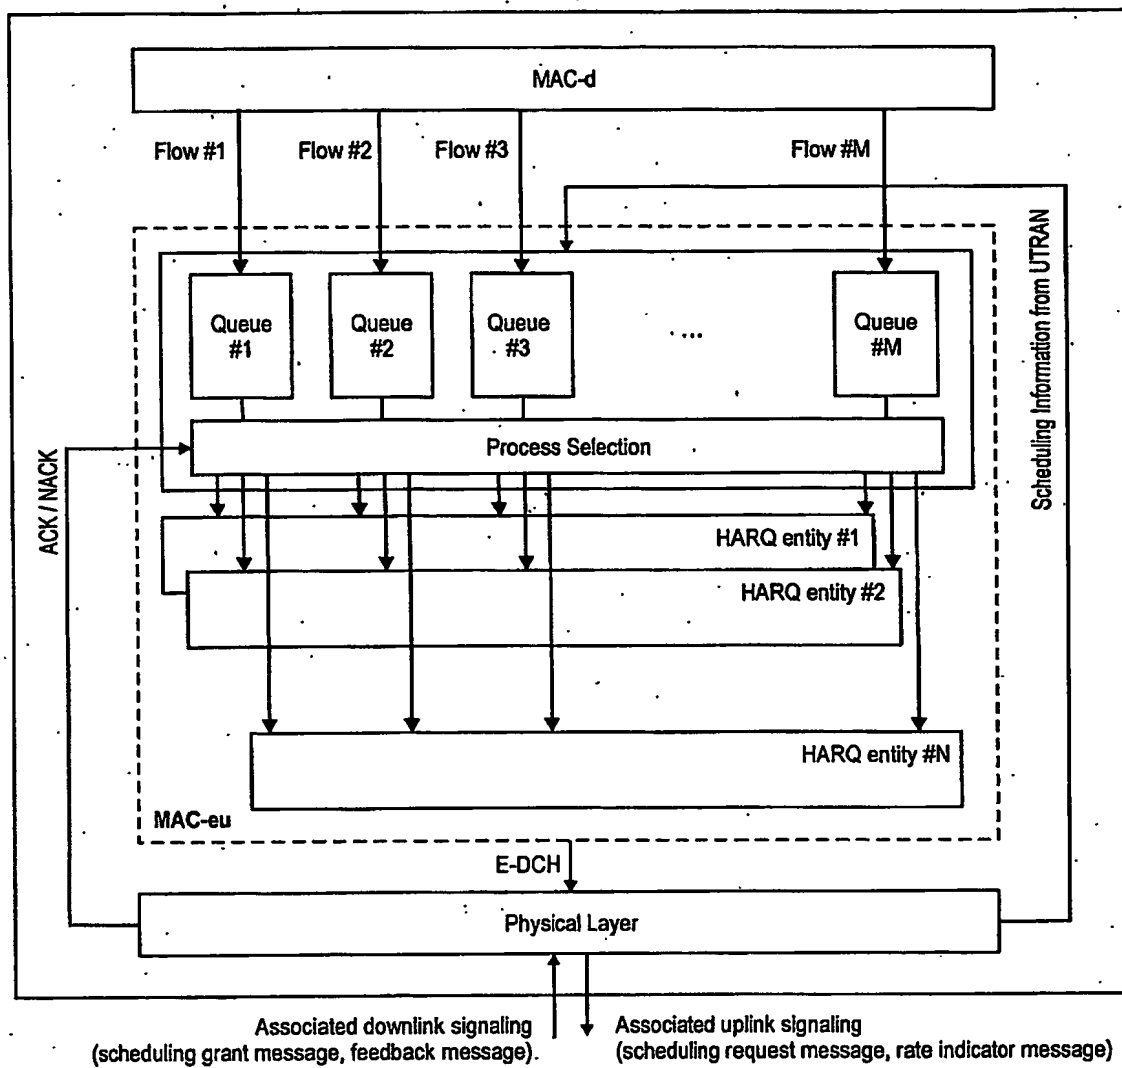 MAC-d
Flow #1
Flow #2
Flow #3
Flow #M
Scheduling Information from UTRAN
Queue
#1
Queue
#2
Queue
#3
...
Queue
#M
Process Selection
ACK / NACK
HARQ entity #1
HARQ entity #2
HARQ entity #N
MAC-eu
E-DCH
Physical Layer
Associated downlink signaling
(scheduling grant message, feedback message).
Associated uplink signaling
(scheduling request message, rate indicator message)